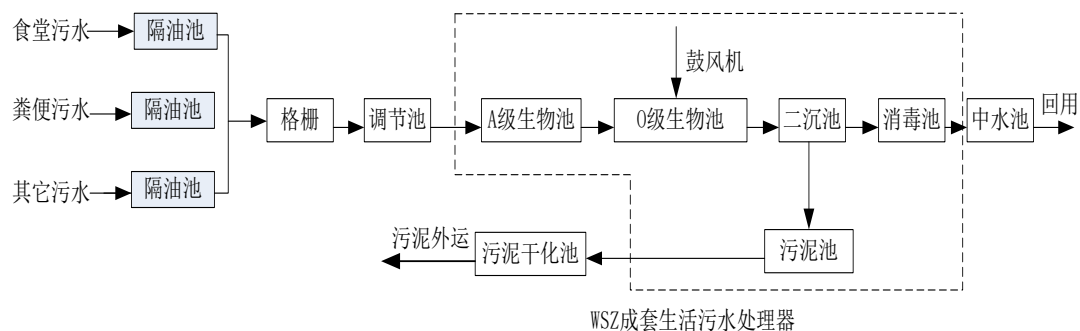 食堂污水
隔油池
鼓风机
粪便污水
隔油池
格栅
调节池
A级生物池
O级生物池
二沉池
消毒池
中水池
回用
其它污水
隔油池
污泥外运
污泥干化池
污泥池
WSZ成套生活污水处理器